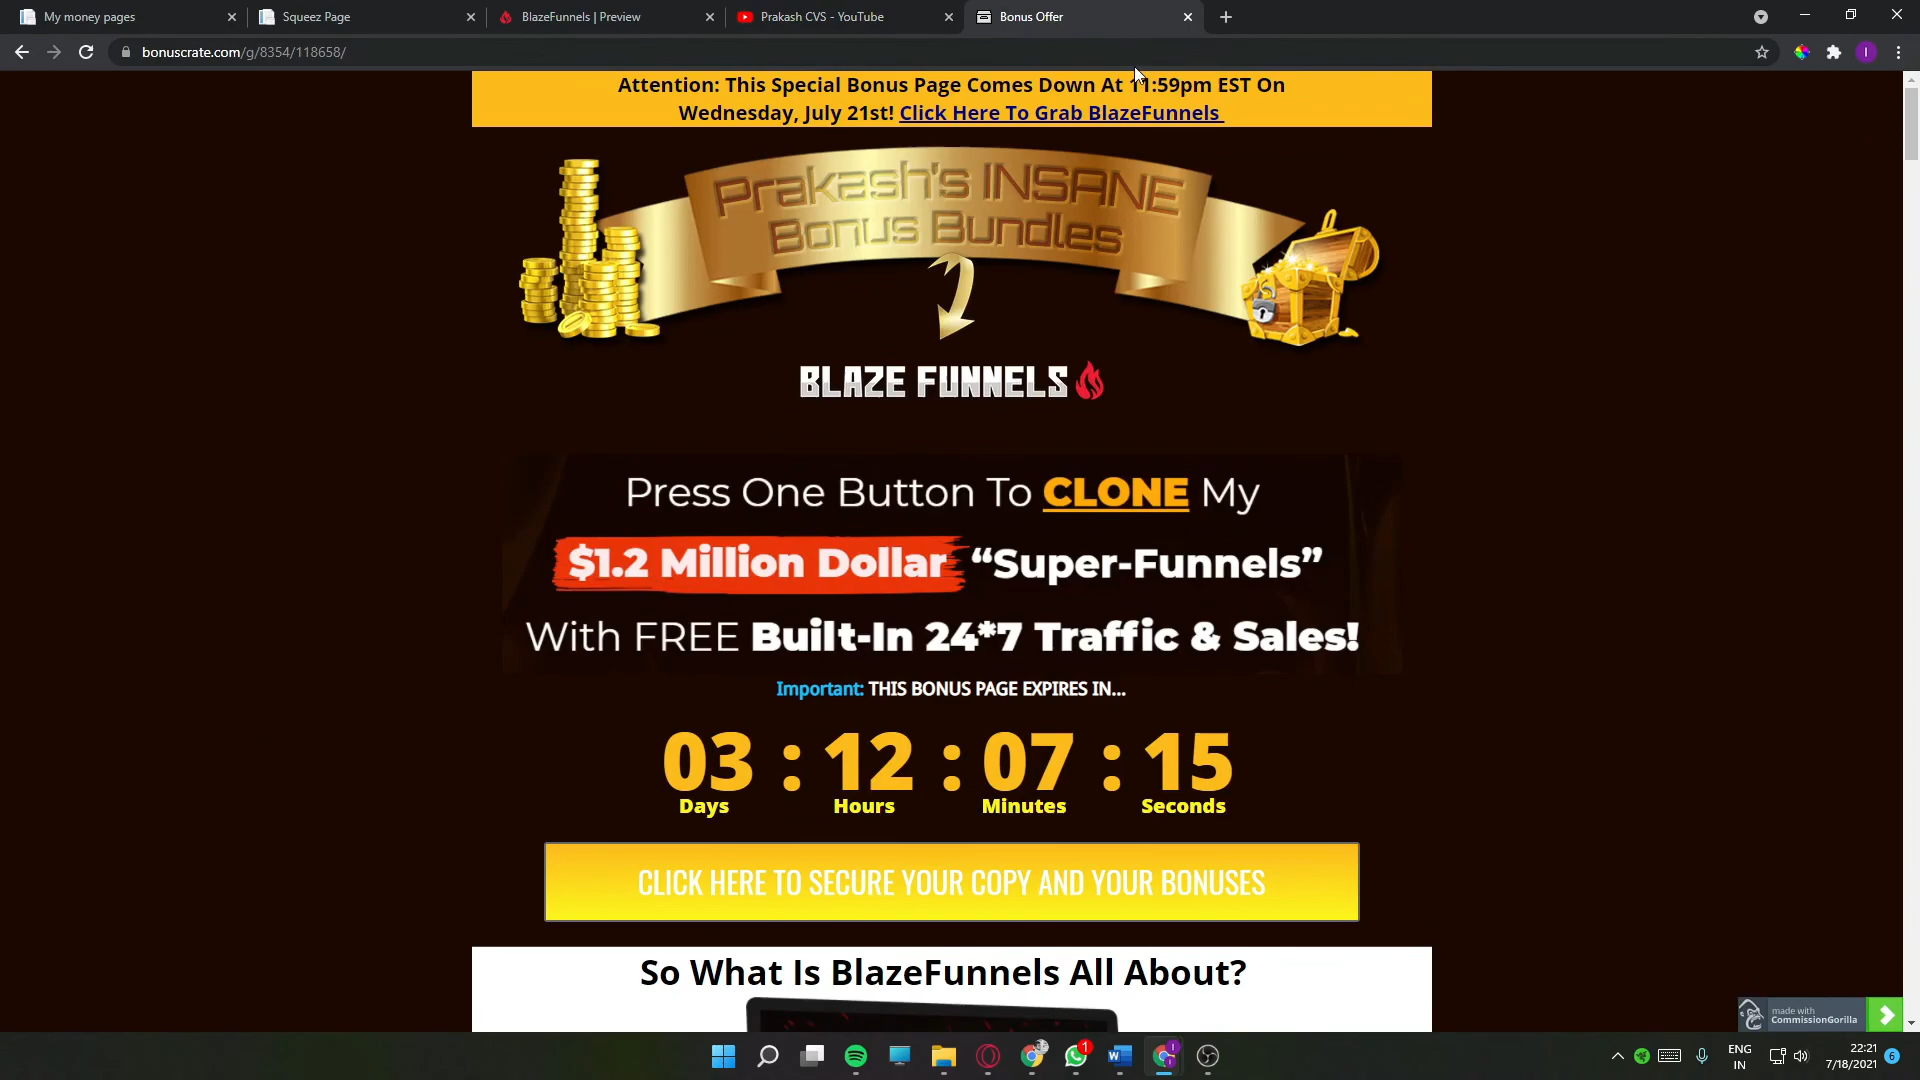 My money pages
Squeez Page
BlazeFunnels | Preview
Prakash CVS - YouTube
Bonus Offer
bonuscrate.com/g/8354/118658/
I
Attention: This Special Bonus Page Comes Down At 11:59pm EST On
Wednesday, July 21st! Click Here To Grab BlazeFunnels
Prakash's INSANE
Bonus Bundles
BLAZE FUNNELS
Press One Button To CLONE My
$1.2 Million Dollar “Super-Funnels”
With FREE Built-In 24*7 Traffic & Sales!
Important: THIS BONUS PAGE EXPIRES IN...
03 : 12 : 07 : 15
Days Hours Minutes Seconds
CLICK HERE TO SECURE YOUR COPY AND YOUR BONUSES
So What Is BlazeFunnels All About?
made with
CommissionGorilla
1
ENG
IN
22:21
7/18/2021
6